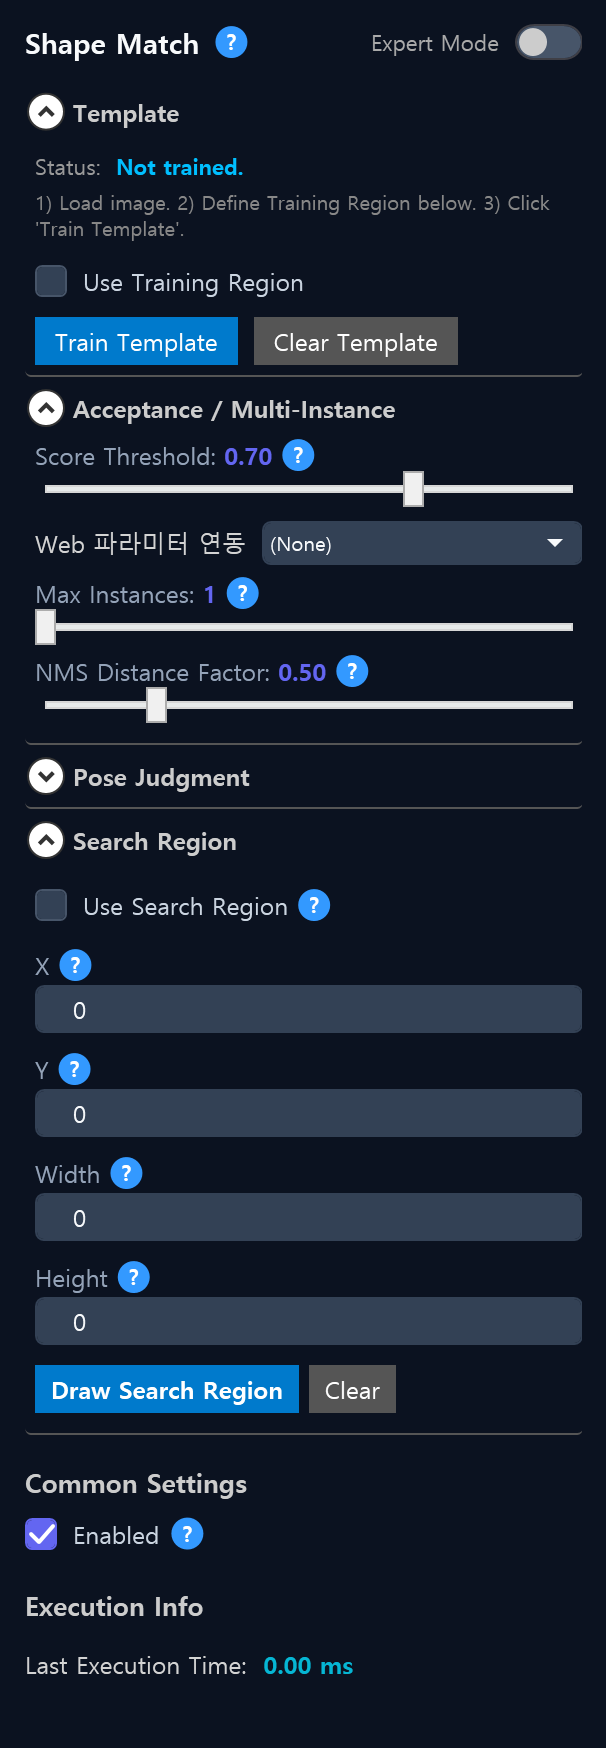 Shape Match ? Expert Mode
Template
Status: Not trained.
1) Load image. 2) Define Training Region below. 3) Click
'Train Template'.
Use Training Region
Train Template Clear Template
Acceptance / Multi-Instance
Score Threshold: 0.70 ?
Web 파라미터 연동 (None)
Max Instances: 1 ?
NMS Distance Factor: 0.50 ?
Pose Judgment
Search Region
Use Search Region ?
X ?
0
Y ?
0
Width ?
0
Height ?
0
Draw Search Region Clear
Common Settings
Enabled ?
Execution Info
Last Execution Time: 0.00 ms